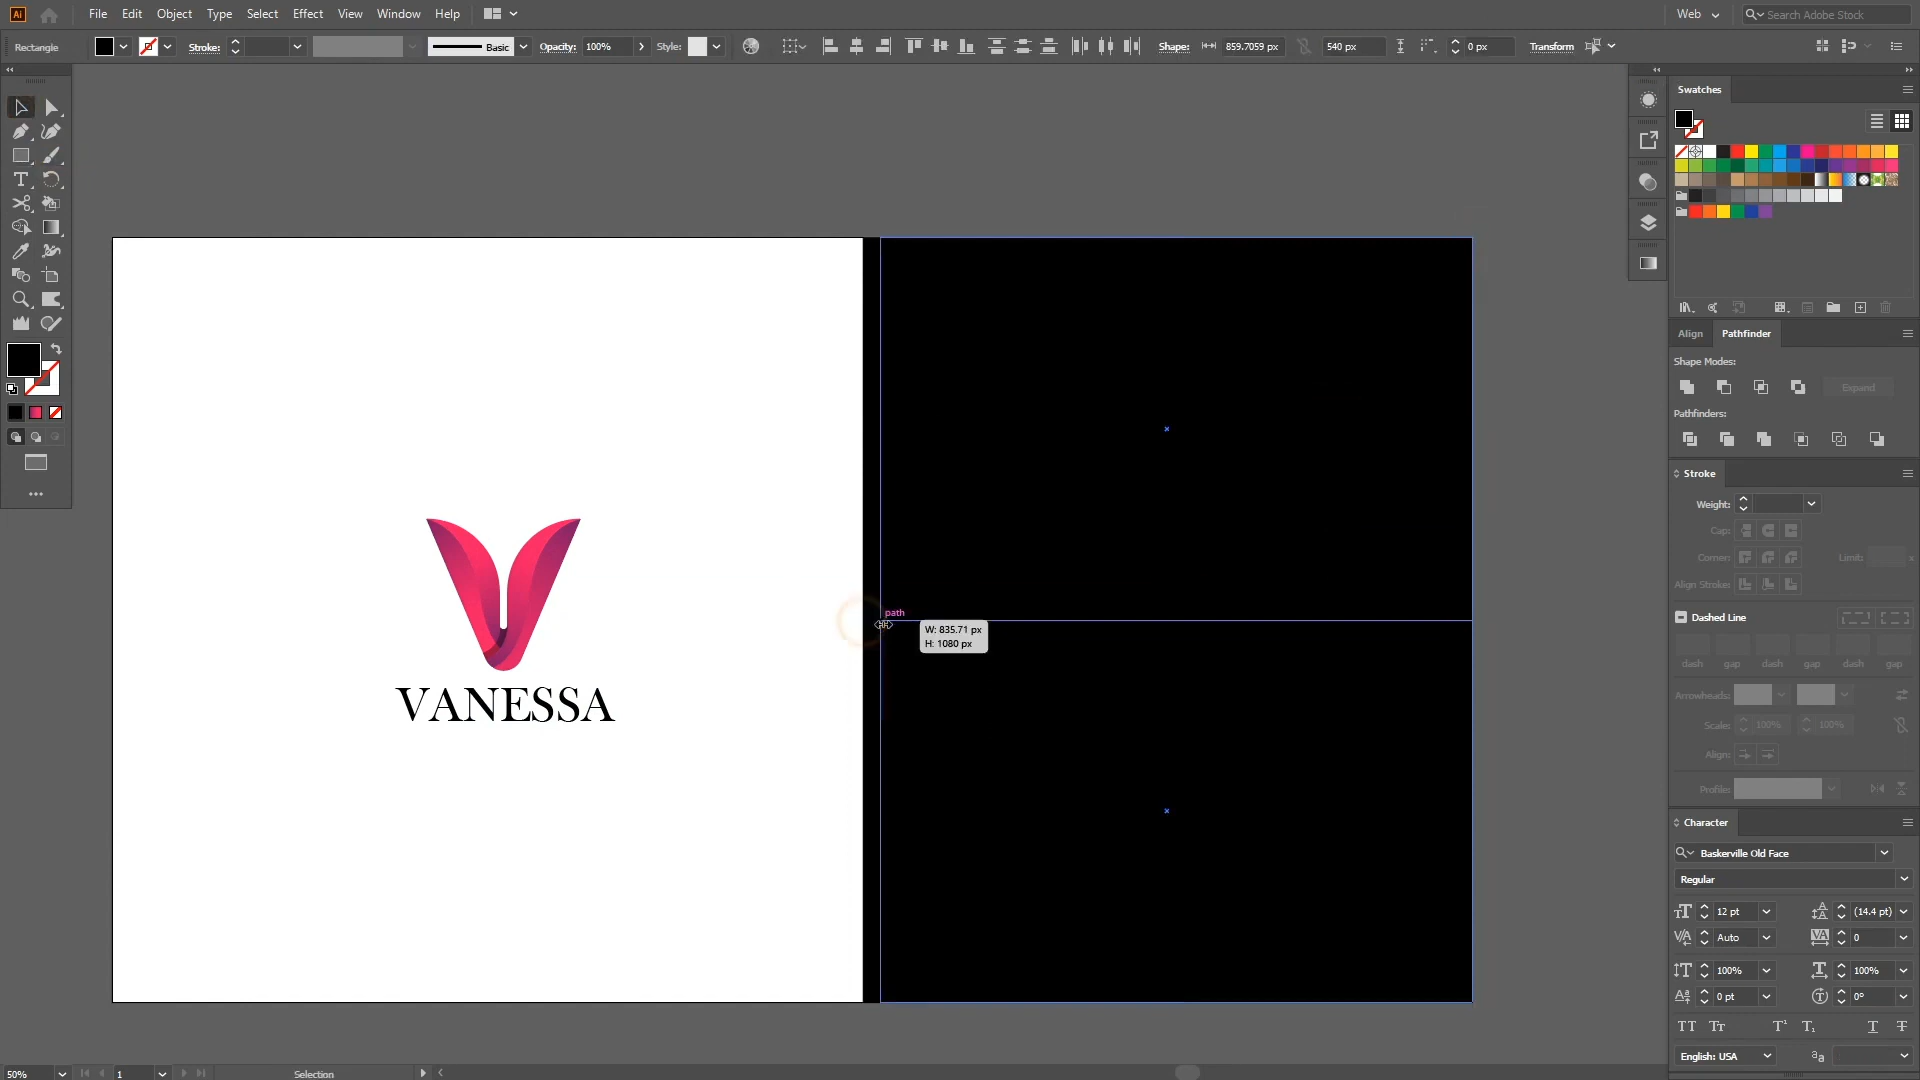 Ai File Edit Object Type Select Effect View Window Help Web Search Adobe Stock
Rectangle Stroke: Basic Opacity: 100% Style: Shape: 859.7059 px 540 px 0 px Transform
Swatches
Align Pathfinder
Shape Modes:
Expand
Pathfinders:
Stroke
Weight:
Cap:
Corner: Limit: x
Align Stroke:
path
W: 835.71 px
H: 1080 px
Dashed Line
dash gap dash gap dash gap
Arrowheads:
Scale: 100% 100%
Align:
Profile:
VANESSA
Character
Baskerville Old Face
Regular
12 pt (14.4 pt)
Auto 0
100% 100%
0 pt 0°
English: USA
50% 1 Selection